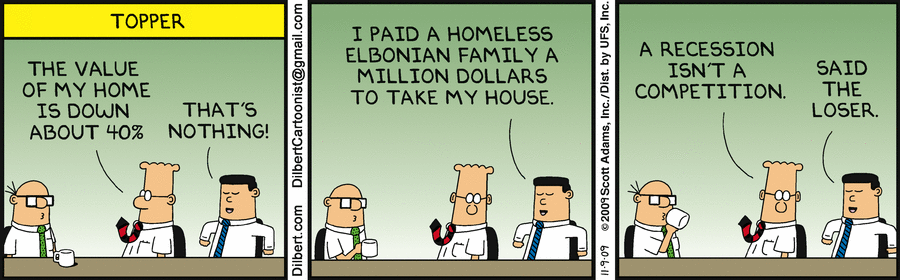 TOPPER
THE VALUE
OF MY HOME
IS DOWN
ABOUT 40%
THAT'S
NOTHING!
Dilbert.com DilbertCartoonist@gmail.com
I PAID A HOMELESS
ELBONIAN FAMILY A
MILLION DOLLARS
TO TAKE MY HOUSE.
11-9-09 ©2009 Scott Adams, Inc./Dist. by UFS, Inc.
A RECESSION
ISN'T A
COMPETITION.
SAID
THE
LOSER.